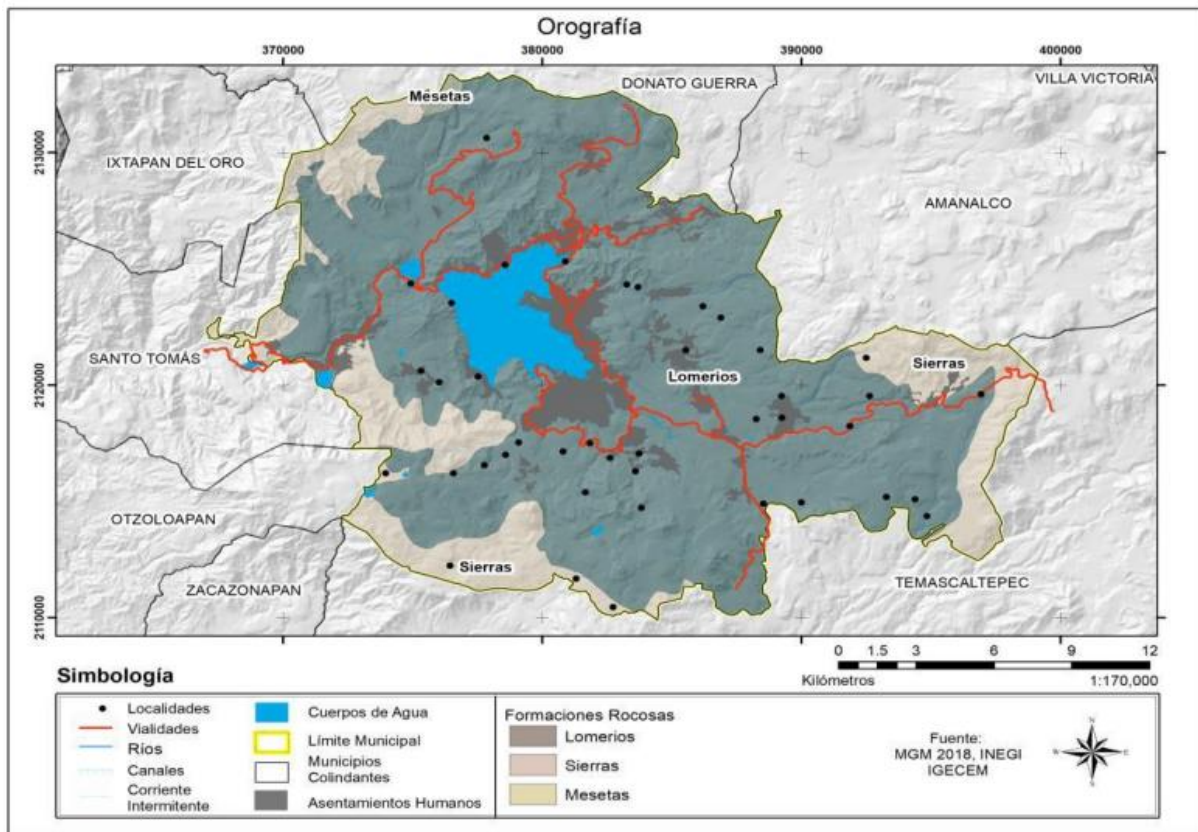 Orografía
370000 380000 390000 400000
2130000
2120000
2110000
DONATO GUERRA
VILLA VICTORIA
Mesetas
IXTAPAN DEL ORO
AMANALCO
SANTO TOMÁS
Sierras
Lomerios
OTZOLOAPAN
Sierras
ZACAZONAPAN
TEMASCALTEPEC
0 1.5 3 6 9 12
Kilómetros
1:170,000
Simbología
Localidades
Vialidades
Ríos
Canales
Corriente
Intermitente
Cuerpos de Agua
Límite Municipal
Municipios
Colindantes
Asentamientos Humanos
Formaciones Rocosas
Lomerios
Sierras
Mesetas
Fuente:
MGM 2018, INEGI
IGECEM
N
W
E
S